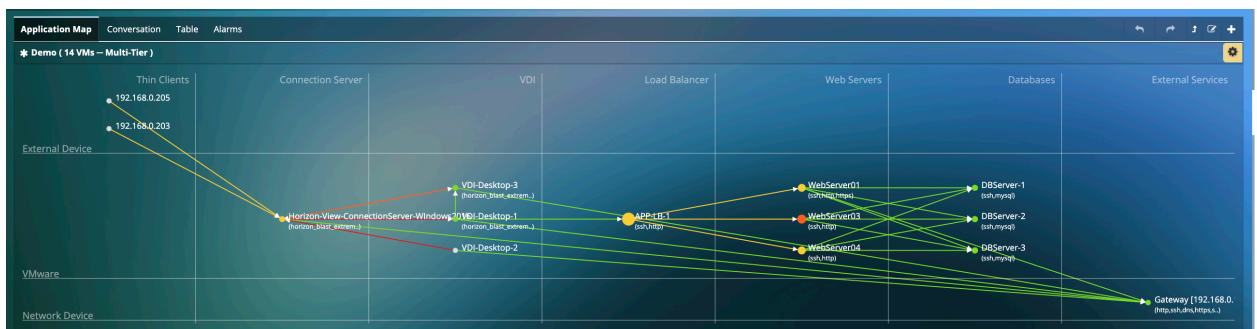 Application Map Conversation Table Alarms
Demo ( 14 VMs — Multi-Tier )
Thin Clients Connection Server VDI Load Balancer Web Servers Databases External Services
192.168.0.205
192.168.0.203
External Device
VDI-Desktop-3
(horizon_blast_extrem..)
WebServer01
(ssh,http,https)
DBServer-1
(ssh,mysql)
Horizon-View-ConnectionServer-WIndows2016
(horizon_blast_extrem..)
VDI-Desktop-1
(horizon_blast_extrem..)
APP-LB-1
(ssh,http)
WebServer03
(ssh,http)
DBServer-2
(ssh,mysql)
VDI-Desktop-2
WebServer04
(ssh,http)
DBServer-3
(ssh,mysql)
VMware
Gateway [192.168.0.
(http,ssh,dns,https,s..)
Network Device